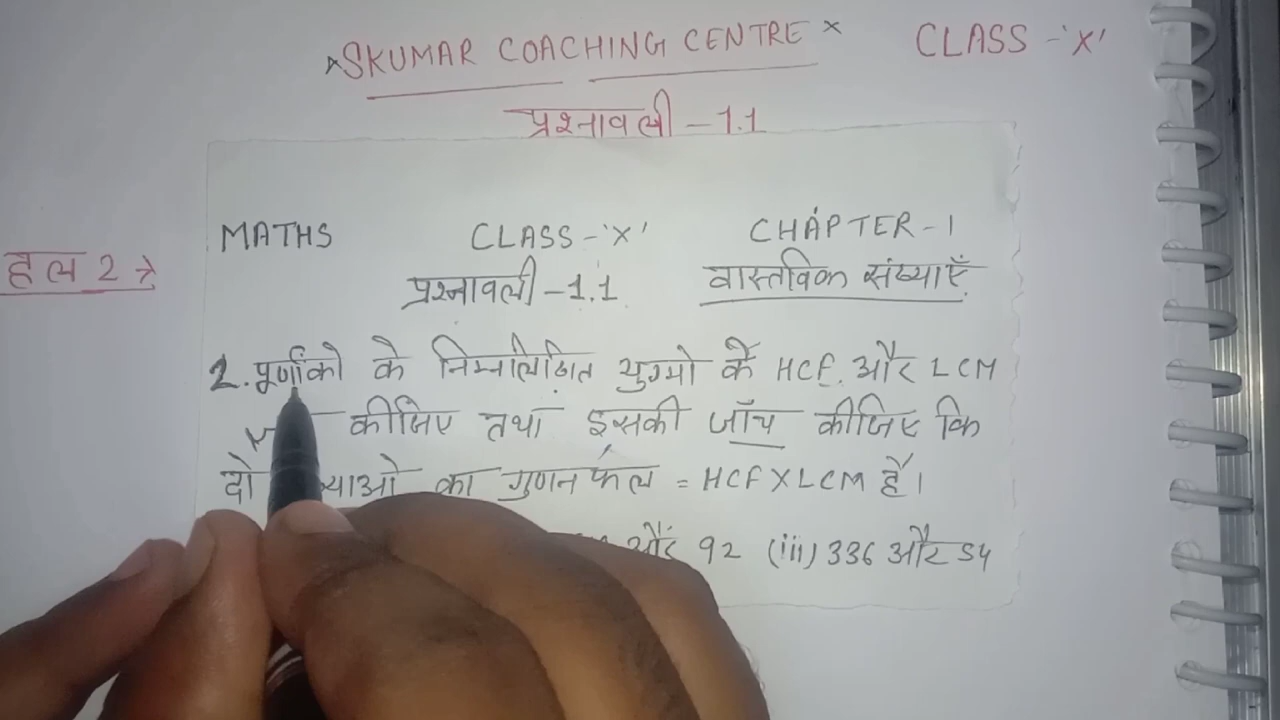 ×SKUMAR COACHING CENTRE× CLASS-'X'
प्रश्नावली-1.1
MATHS CLASS-'X' CHAPTER-1
हल 2→
प्रश्नावली-1.1 वास्तविक संख्याएँ
2. पूर्णांको के निम्नलिखित युग्मो के HCF. और LCM
कीजिए तथा इसकी जाँच कीजिए कि
दो का गुणनफल = HCF×LCM है।
और 92 (iii) 336 और 54